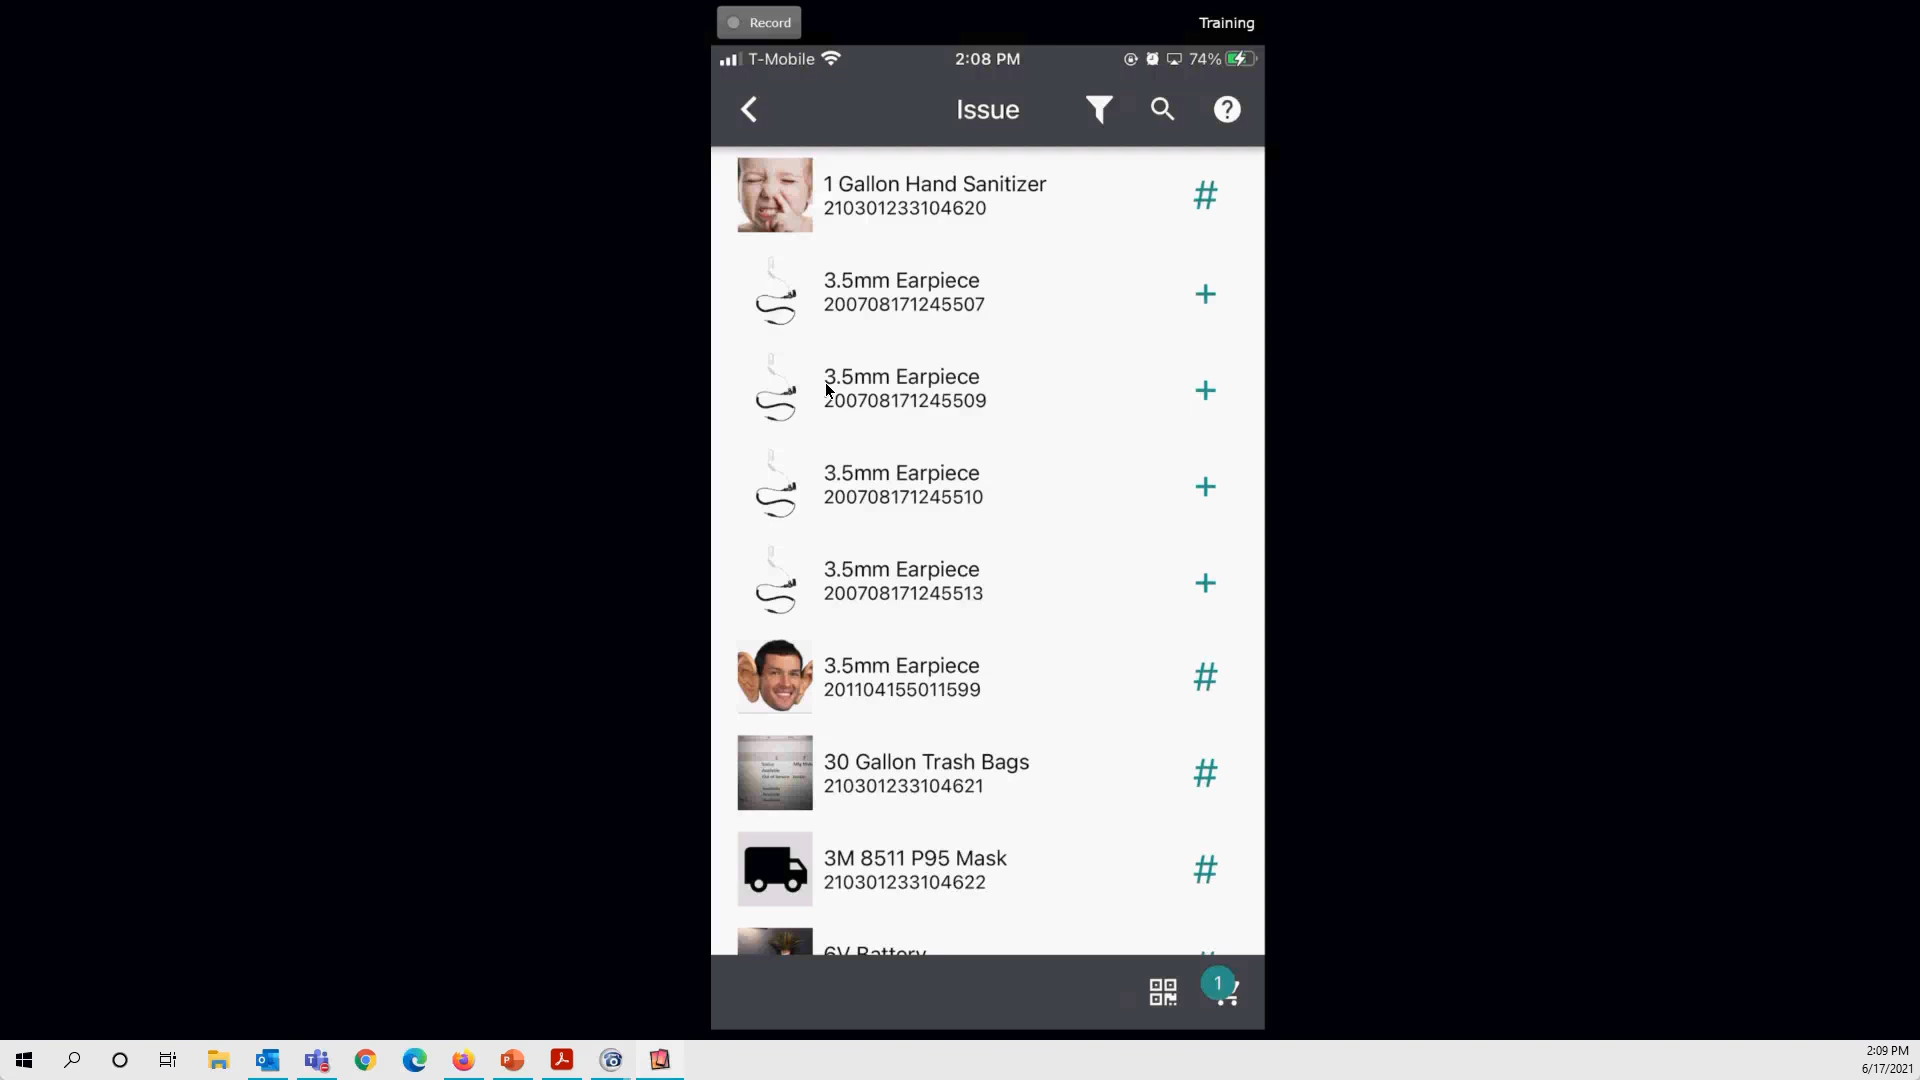 Record
Training
T-Mobile
2:08 PM
74%
Issue
1 Gallon Hand Sanitizer
210301233104620
3.5mm Earpiece
200708171245507
3.5mm Earpiece
200708171245509
3.5mm Earpiece
200708171245510
3.5mm Earpiece
200708171245513
3.5mm Earpiece
201104155011599
30 Gallon Trash Bags
210301233104621
3M 8511 P95 Mask
210301233104622
6V Battery
1
2:09 PM
6/17/2021